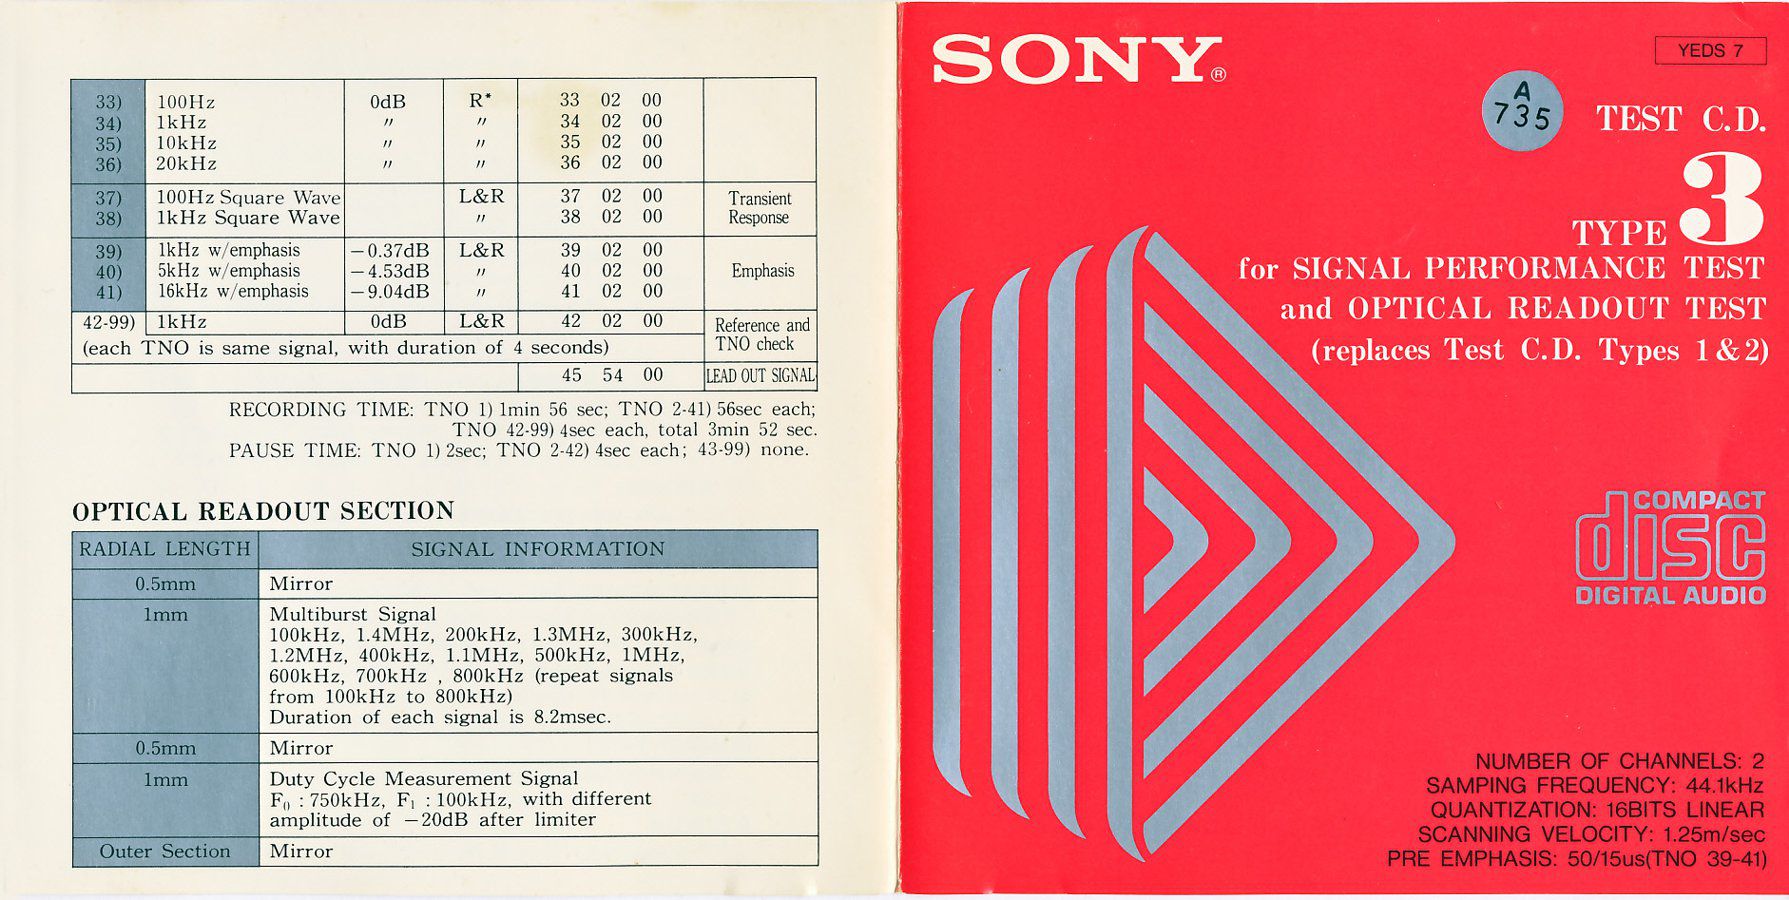 33) 100Hz 0dB R* 33 02 00
34) 1kHz 〃 〃 34 02 00
35) 10kHz 〃 〃 35 02 00
36) 20kHz 〃 〃 36 02 00
37) 100Hz Square Wave L&R 37 02 00 Transient
38) 1kHz Square Wave 〃 38 02 00 Response
39) 1kHz w/emphasis −0.37dB L&R 39 02 00
40) 5kHz w/emphasis −4.53dB 〃 40 02 00 Emphasis
41) 16kHz w/emphasis −9.04dB 〃 41 02 00
42-99) 1kHz 0dB L&R 42 02 00 Reference and
(each TNO is same signal, with duration of 4 seconds) TNO check
45 54 00 LEAD OUT SIGNAL
RECORDING TIME: TNO 1) 1min 56 sec; TNO 2-41) 56sec each;
TNO 42-99) 4sec each, total 3min 52 sec.
PAUSE TIME: TNO 1) 2sec; TNO 2-42) 4sec each; 43-99) none.
OPTICAL READOUT SECTION
RADIAL LENGTH SIGNAL INFORMATION
0.5mm Mirror
1mm Multiburst Signal
100kHz, 1.4MHz, 200kHz, 1.3MHz, 300kHz,
1.2MHz, 400kHz, 1.1MHz, 500kHz, 1MHz,
600kHz, 700kHz , 800kHz (repeat signals
from 100kHz to 800kHz)
Duration of each signal is 8.2msec.
0.5mm Mirror
1mm Duty Cycle Measurement Signal
F₀ : 750kHz, F₁ : 100kHz, with different
amplitude of −20dB after limiter
Outer Section Mirror
SONY®
YEDS 7
A
735
TEST C.D.
TYPE 3
for SIGNAL PERFORMANCE TEST
and OPTICAL READOUT TEST
(replaces Test C.D. Types 1 & 2)
COMPACT
disc
DIGITAL AUDIO
NUMBER OF CHANNELS: 2
SAMPING FREQUENCY: 44.1kHz
QUANTIZATION: 16BITS LINEAR
SCANNING VELOCITY: 1.25m/sec
PRE EMPHASIS: 50/15us(TNO 39-41)